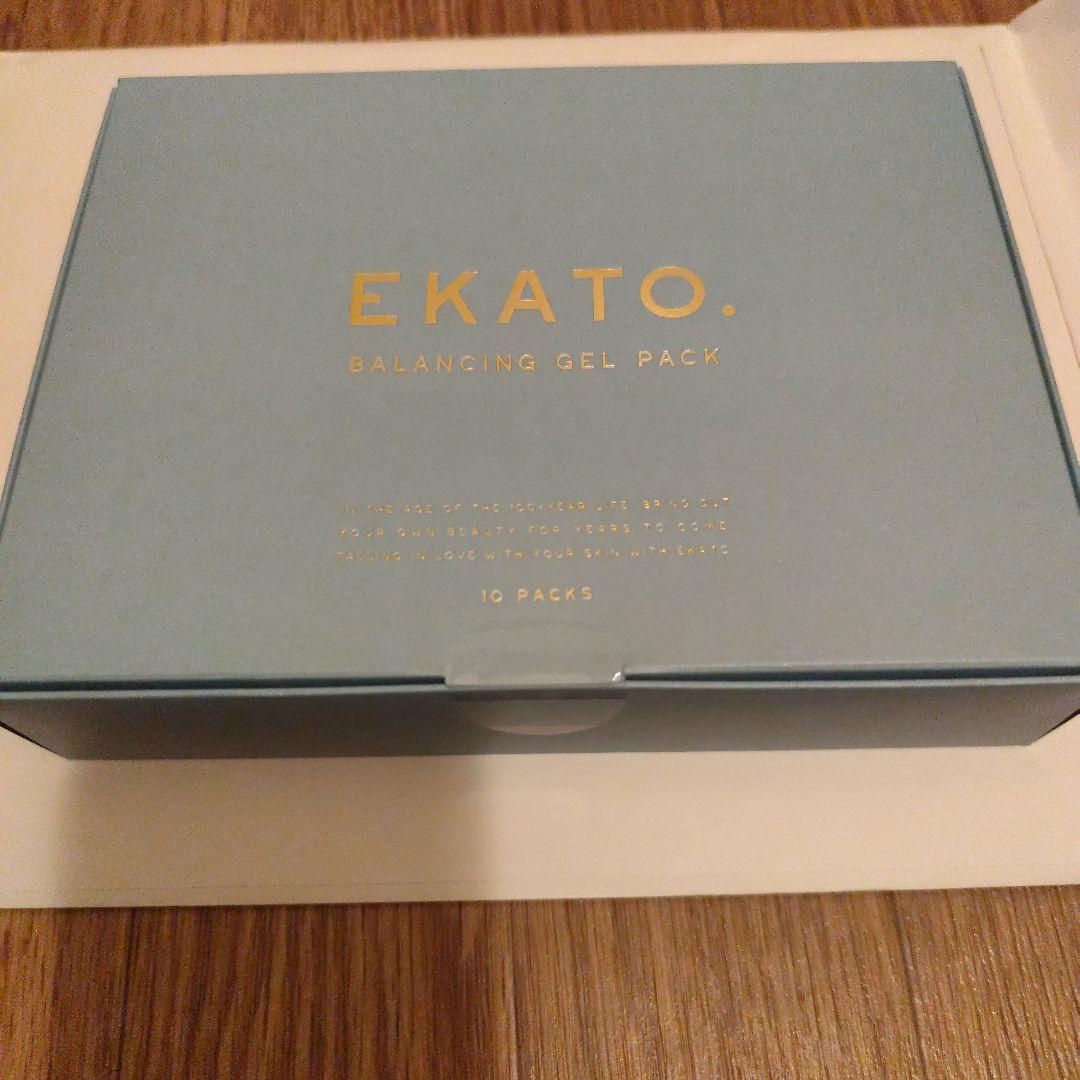 EKATO.
BALANCING GEL PACK
IN THE AGE OF THE 100-YEAR LIFE BRING OUT
YOUR OWN BEAUTY FOR YEARS TO COME
FALLING IN LOVE WITH YOUR SKIN WITH EKATO
10 PACKS